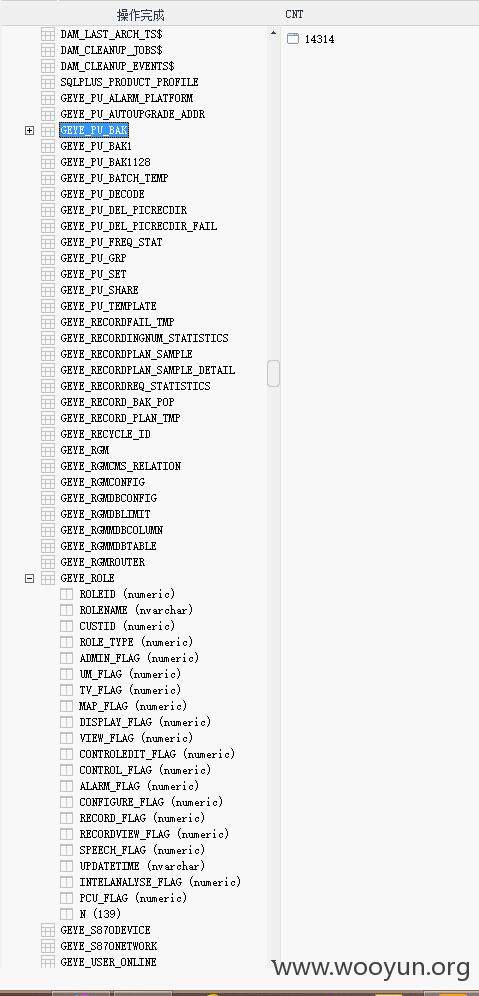 操作完成
CNT
14314
DAM_LAST_ARCH_TS$
DAM_CLEANUP_JOBS$
DAM_CLEANUP_EVENTS$
SQLPLUS_PRODUCT_PROFILE
GEYE_PU_ALARM_PLATFORM
GEYE_PU_AUTOUPGRADE_ADDR
GEYE_PU_BAK
GEYE_PU_BAK1
GEYE_PU_BAK1128
GEYE_PU_BATCH_TEMP
GEYE_PU_DECODE
GEYE_PU_DEL_PICRECDIR
GEYE_PU_DEL_PICRECDIR_FAIL
GEYE_PU_FREQ_STAT
GEYE_PU_GRP
GEYE_PU_SET
GEYE_PU_SHARE
GEYE_PU_TEMPLATE
GEYE_RECORDFAIL_TMP
GEYE_RECORDINGNUM_STATISTICS
GEYE_RECORDPLAN_SAMPLE
GEYE_RECORDPLAN_SAMPLE_DETAIL
GEYE_RECORDREQ_STATISTICS
GEYE_RECORD_BAK_POP
GEYE_RECORD_PLAN_TMP
GEYE_RECYCLE_ID
GEYE_RGM
GEYE_RGMCMS_RELATION
GEYE_RGMCONFIG
GEYE_RGMDBCONFIG
GEYE_RGMDBLIMIT
GEYE_RGMMDBCOLUMN
GEYE_RGMMDBTABLE
GEYE_RGMROUTER
GEYE_ROLE
ROLEID (numeric)
ROLENAME (nvarchar)
CUSTID (numeric)
ROLE_TYPE (numeric)
ADMIN_FLAG (numeric)
UM_FLAG (numeric)
TV_FLAG (numeric)
MAP_FLAG (numeric)
DISPLAY_FLAG (numeric)
VIEW_FLAG (numeric)
CONTROLEDIT_FLAG (numeric)
CONTROL_FLAG (numeric)
ALARM_FLAG (numeric)
CONFIGURE_FLAG (numeric)
RECORD_FLAG (numeric)
RECORDVIEW_FLAG (numeric)
SPEECH_FLAG (numeric)
UPDATETIME (nvarchar)
INTELANALYSE_FLAG (numeric)
PCU_FLAG (numeric)
N (139)
GEYE_S870DEVICE
GEYE_S870NETWORK
GEYE_USER_ONLINE
www.wooyun.org